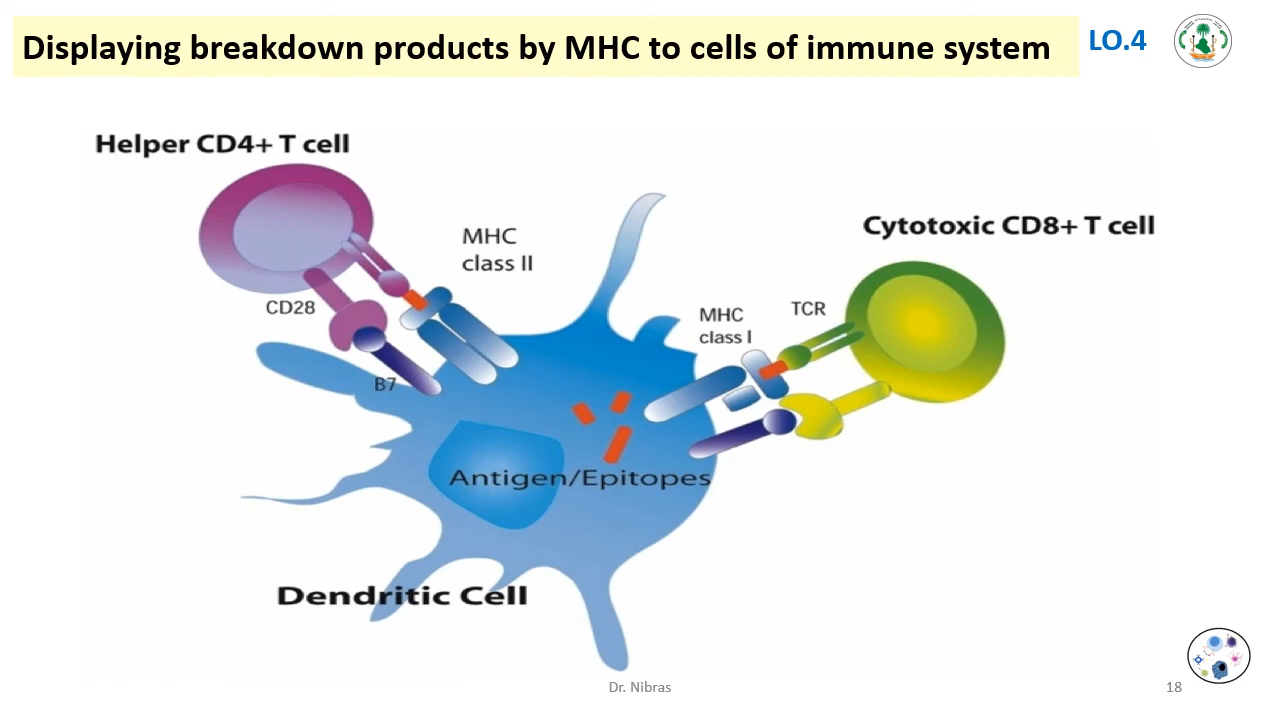 Displaying breakdown products by MHC to cells of immune system
LO.4
Helper CD4+ T cell
Cytotoxic CD8+ T cell
MHC
class II
CD28
MHC
class I
TCR
B7
Antigen/Epitopes
Dendritic Cell
Dr. Nibras
18